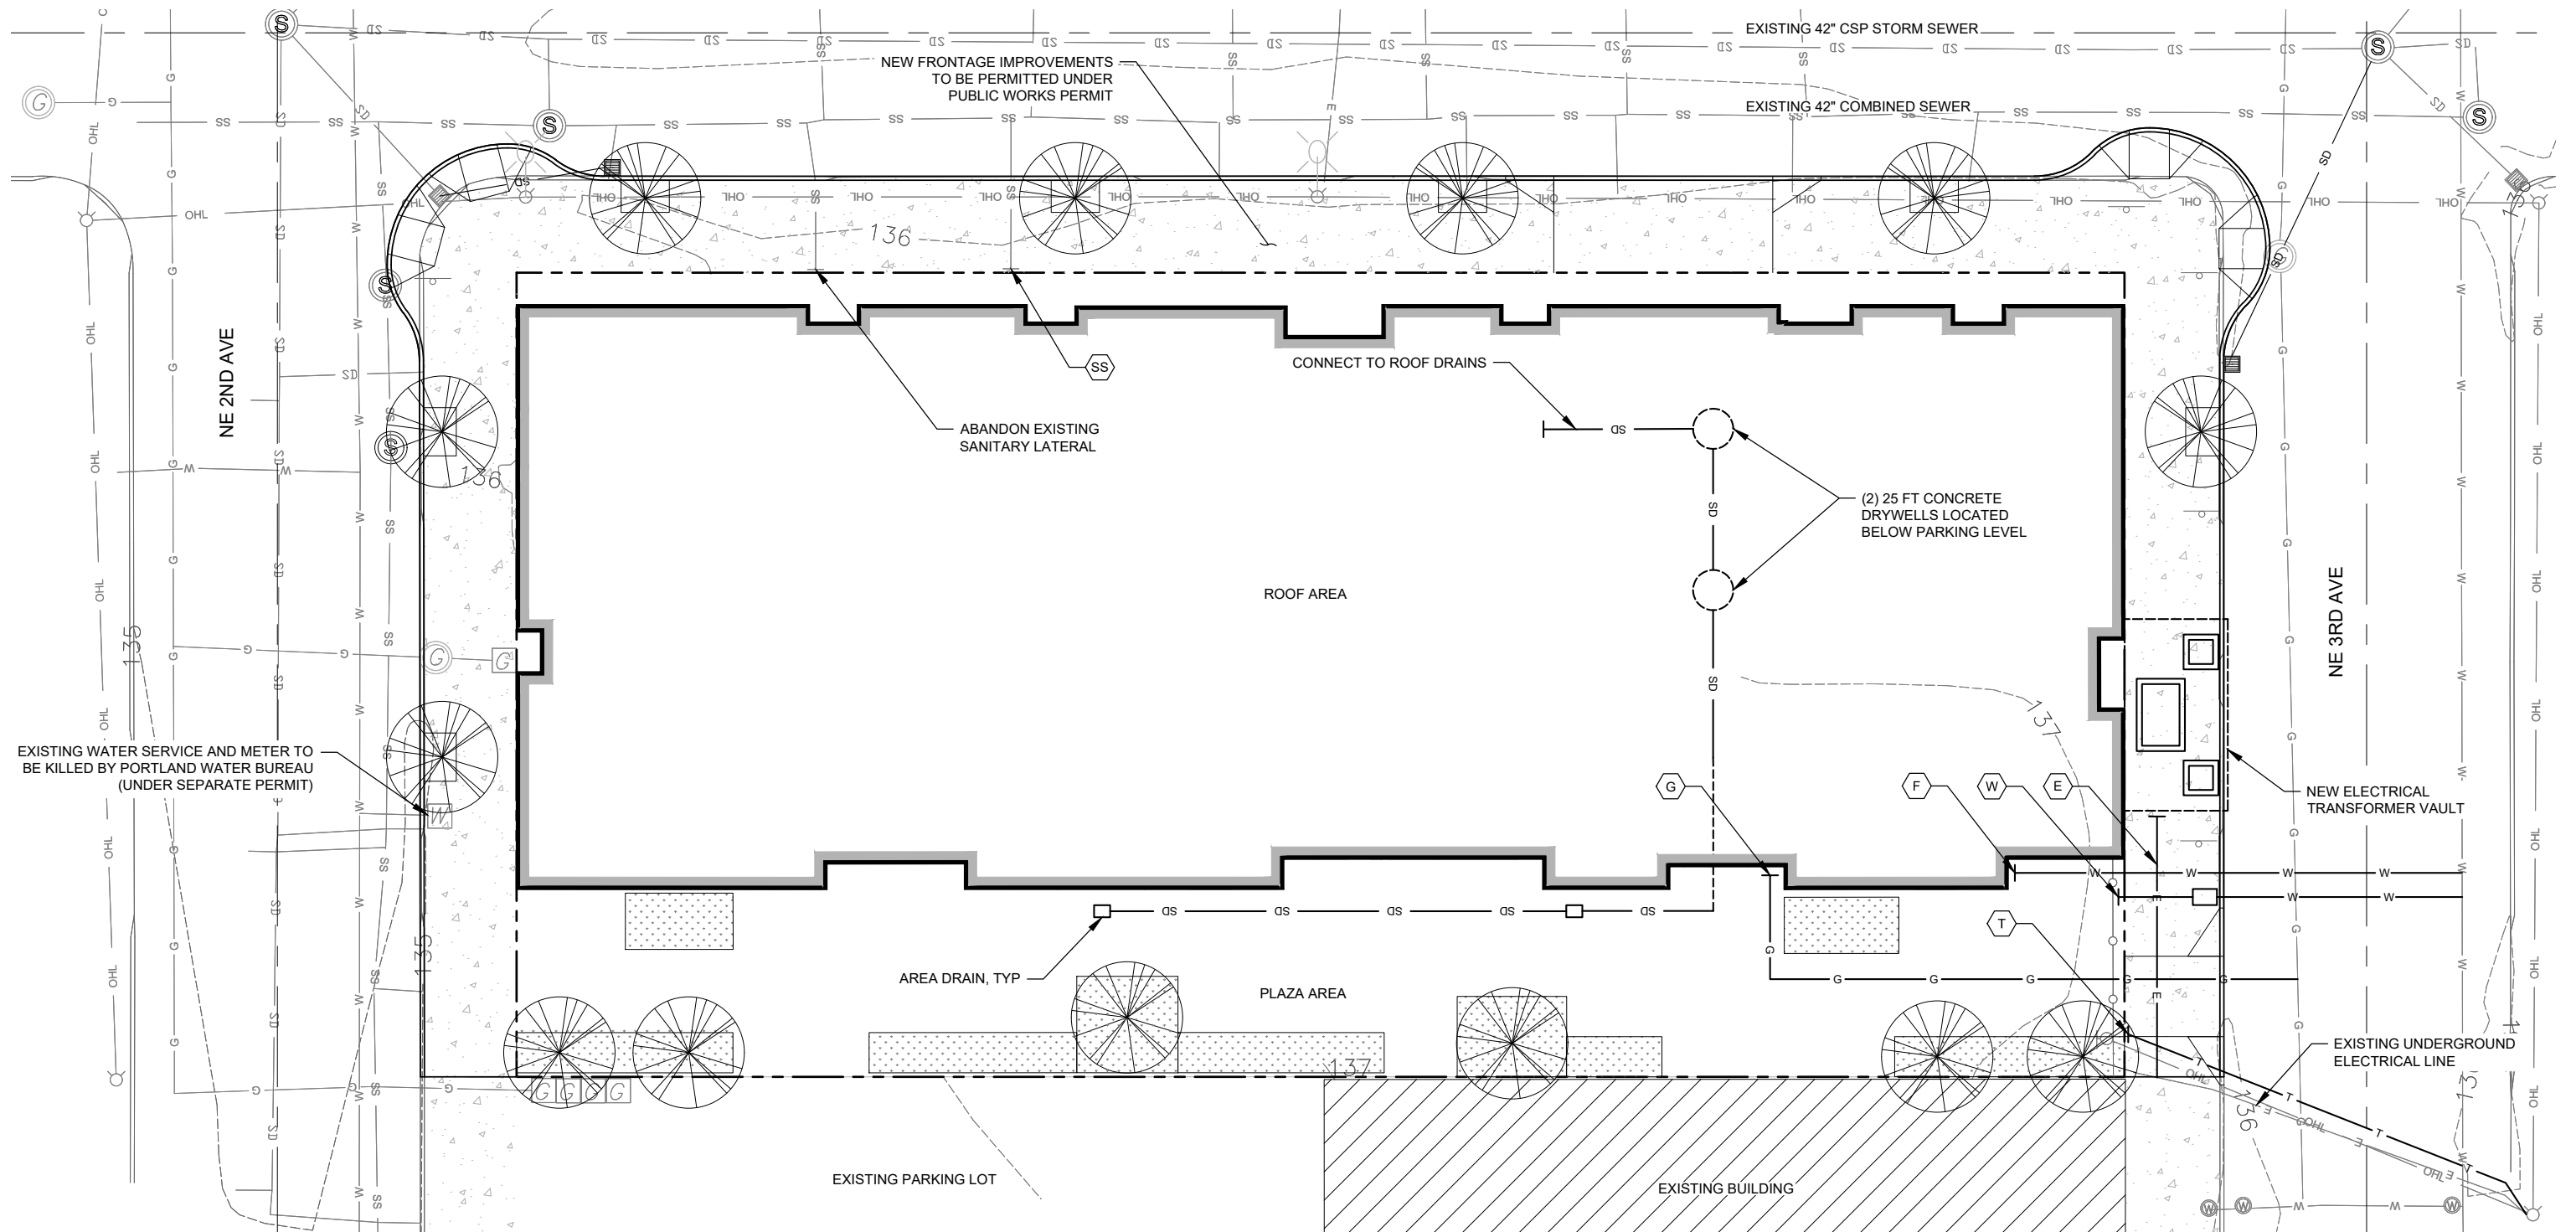 EXISTING 42" CSP STORM SEWER
NEW FRONTAGE IMPROVEMENTS
TO BE PERMITTED UNDER
PUBLIC WORKS PERMIT
EXISTING 42" COMBINED SEWER
136
NE 2ND AVE
SS
CONNECT TO ROOF DRAINS
ABANDON EXISTING
SANITARY LATERAL
136
(2) 25 FT CONCRETE
DRYWELLS LOCATED
BELOW PARKING LEVEL
ROOF AREA
NE 3RD AVE
135
137
EXISTING WATER SERVICE AND METER TO
BE KILLED BY PORTLAND WATER BUREAU
(UNDER SEPARATE PERMIT)
G
F
W
E
NEW ELECTRICAL
TRANSFORMER VAULT
T
135
AREA DRAIN, TYP
PLAZA AREA
137
EXISTING UNDERGROUND
ELECTRICAL LINE
136
EXISTING PARKING LOT
EXISTING BUILDING